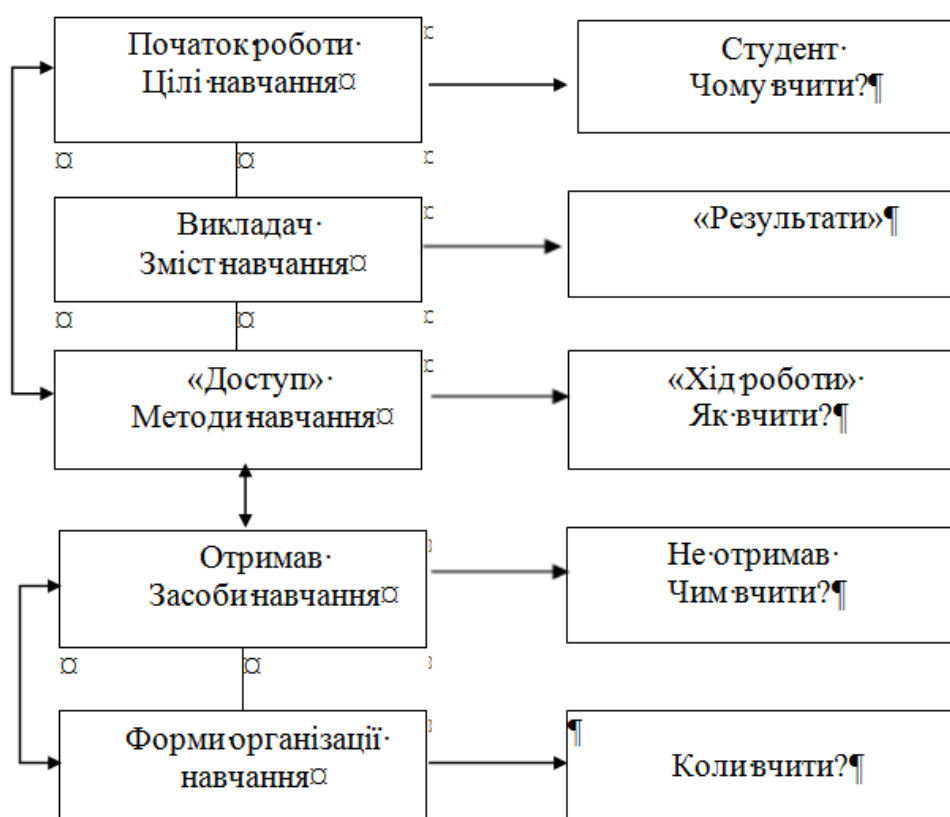 Початок роботи
Цілі навчання¤
Студент
Чому вчити?¶
Викладач
Зміст навчання¤
«Результати»¶
«Доступ»
Методи навчання¤
«Хід роботи»
Як вчити?¶
Отримав
Засоби навчання¤
Не отримав
Чим вчити?¶
Форми організації
навчання¤
¶
Коли вчити?¶